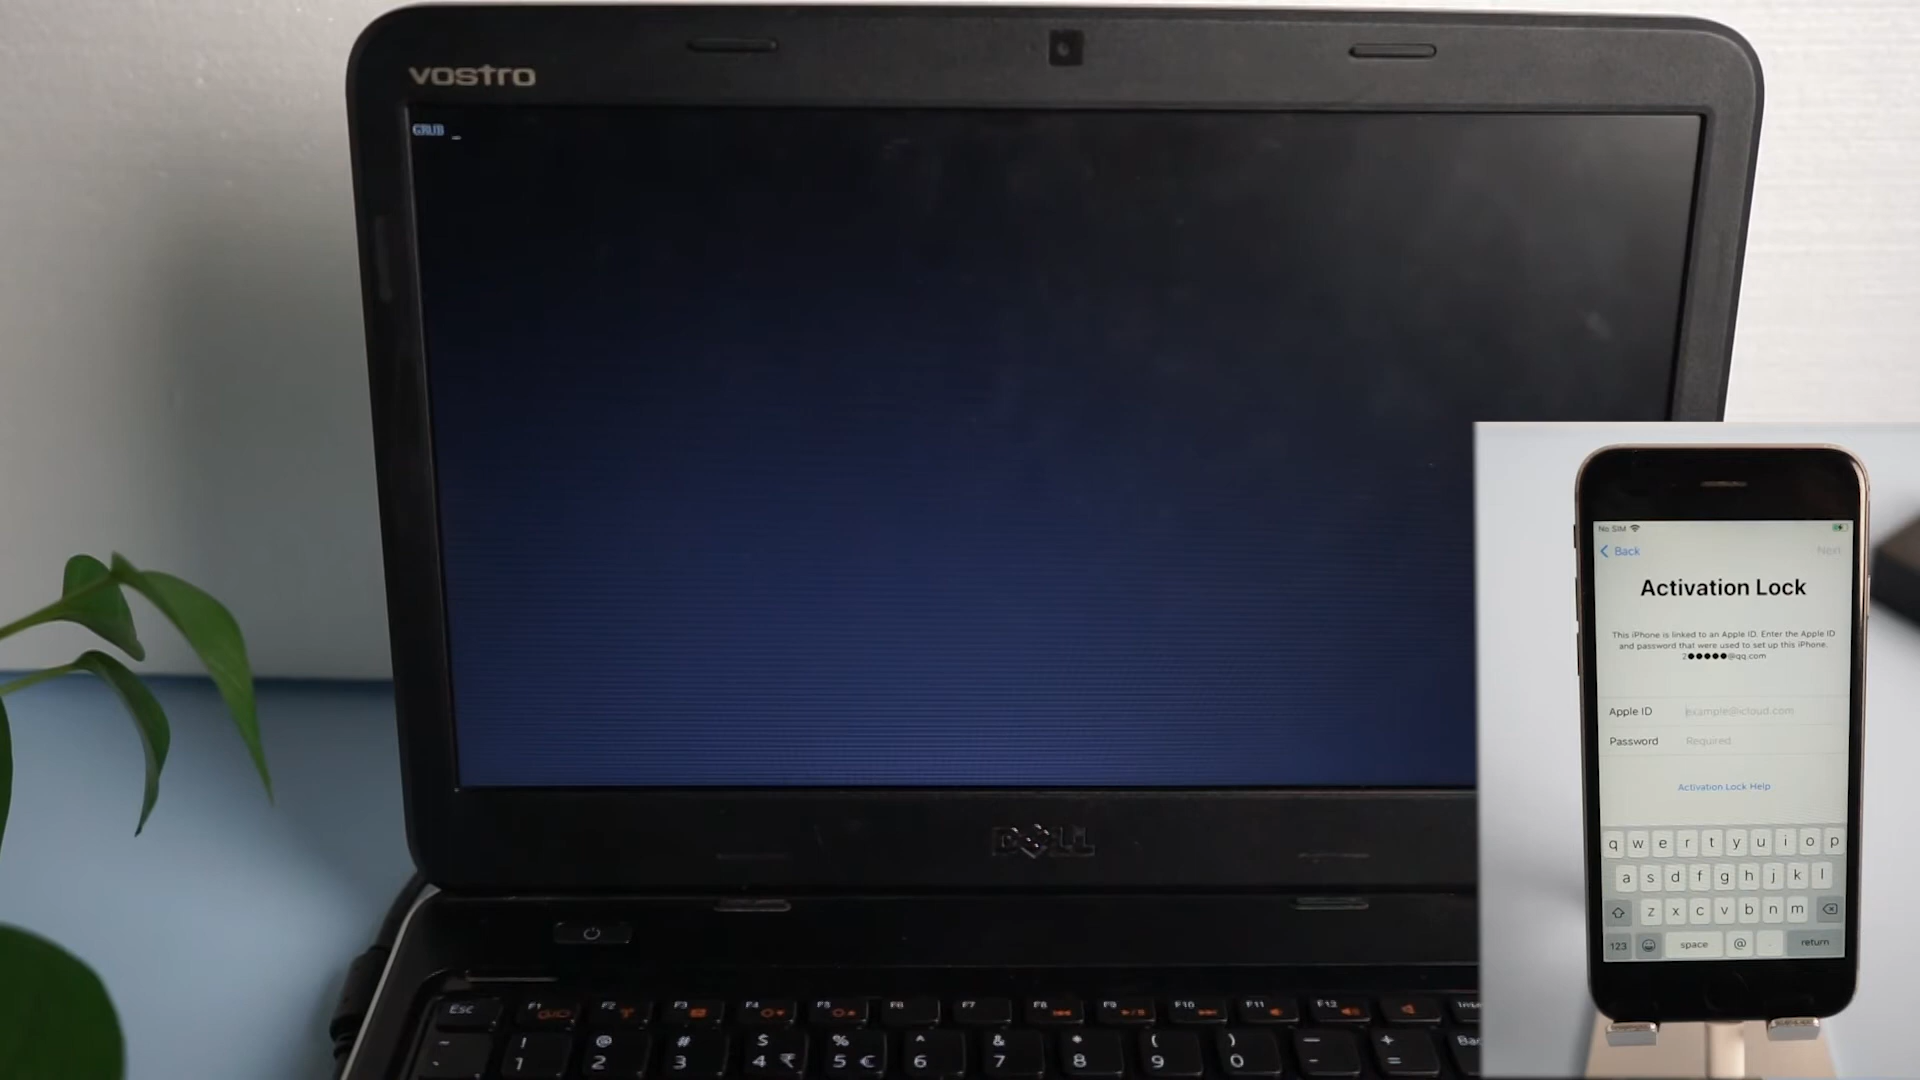 vostro
GRUB _
DELL
Esc F1 F2 F3 F4 F5 F6 F7 F8 F9 F10 F11 F12
! @ # $ % ^ & * ( ) — +
1 2 3 4 ₹ 5 € 6 7 8 9 0 - =
No SIM
Back Next
Activation Lock
This iPhone is linked to an Apple ID. Enter the Apple ID
and password that were used to set up this iPhone.
2●●●●●@qq.com
Apple ID example@icloud.com
Password Required
Activation Lock Help
q w e r t y u i o p
a s d f g h j k l
z x c v b n m
123 space @ . return